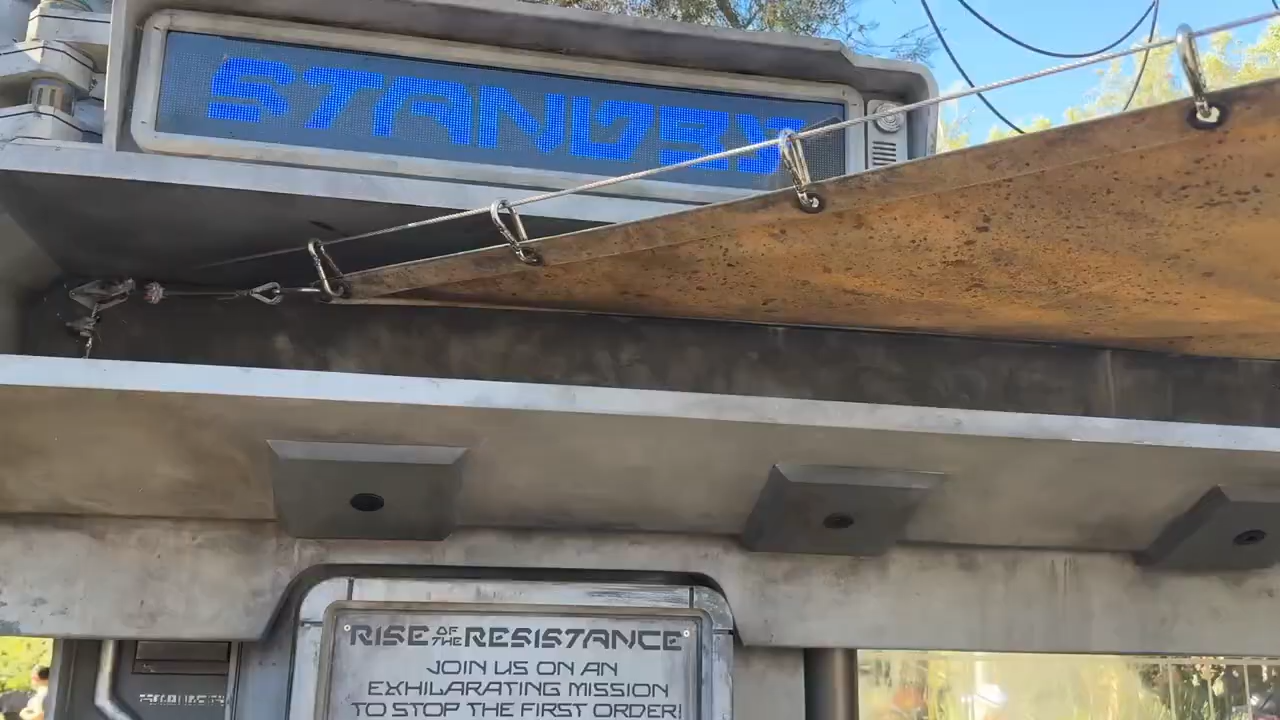 STANDBY
RISE OF THE RESISTANCE
JOIN US ON AN
EXHILARATING MISSION
TO STOP THE FIRST ORDER!